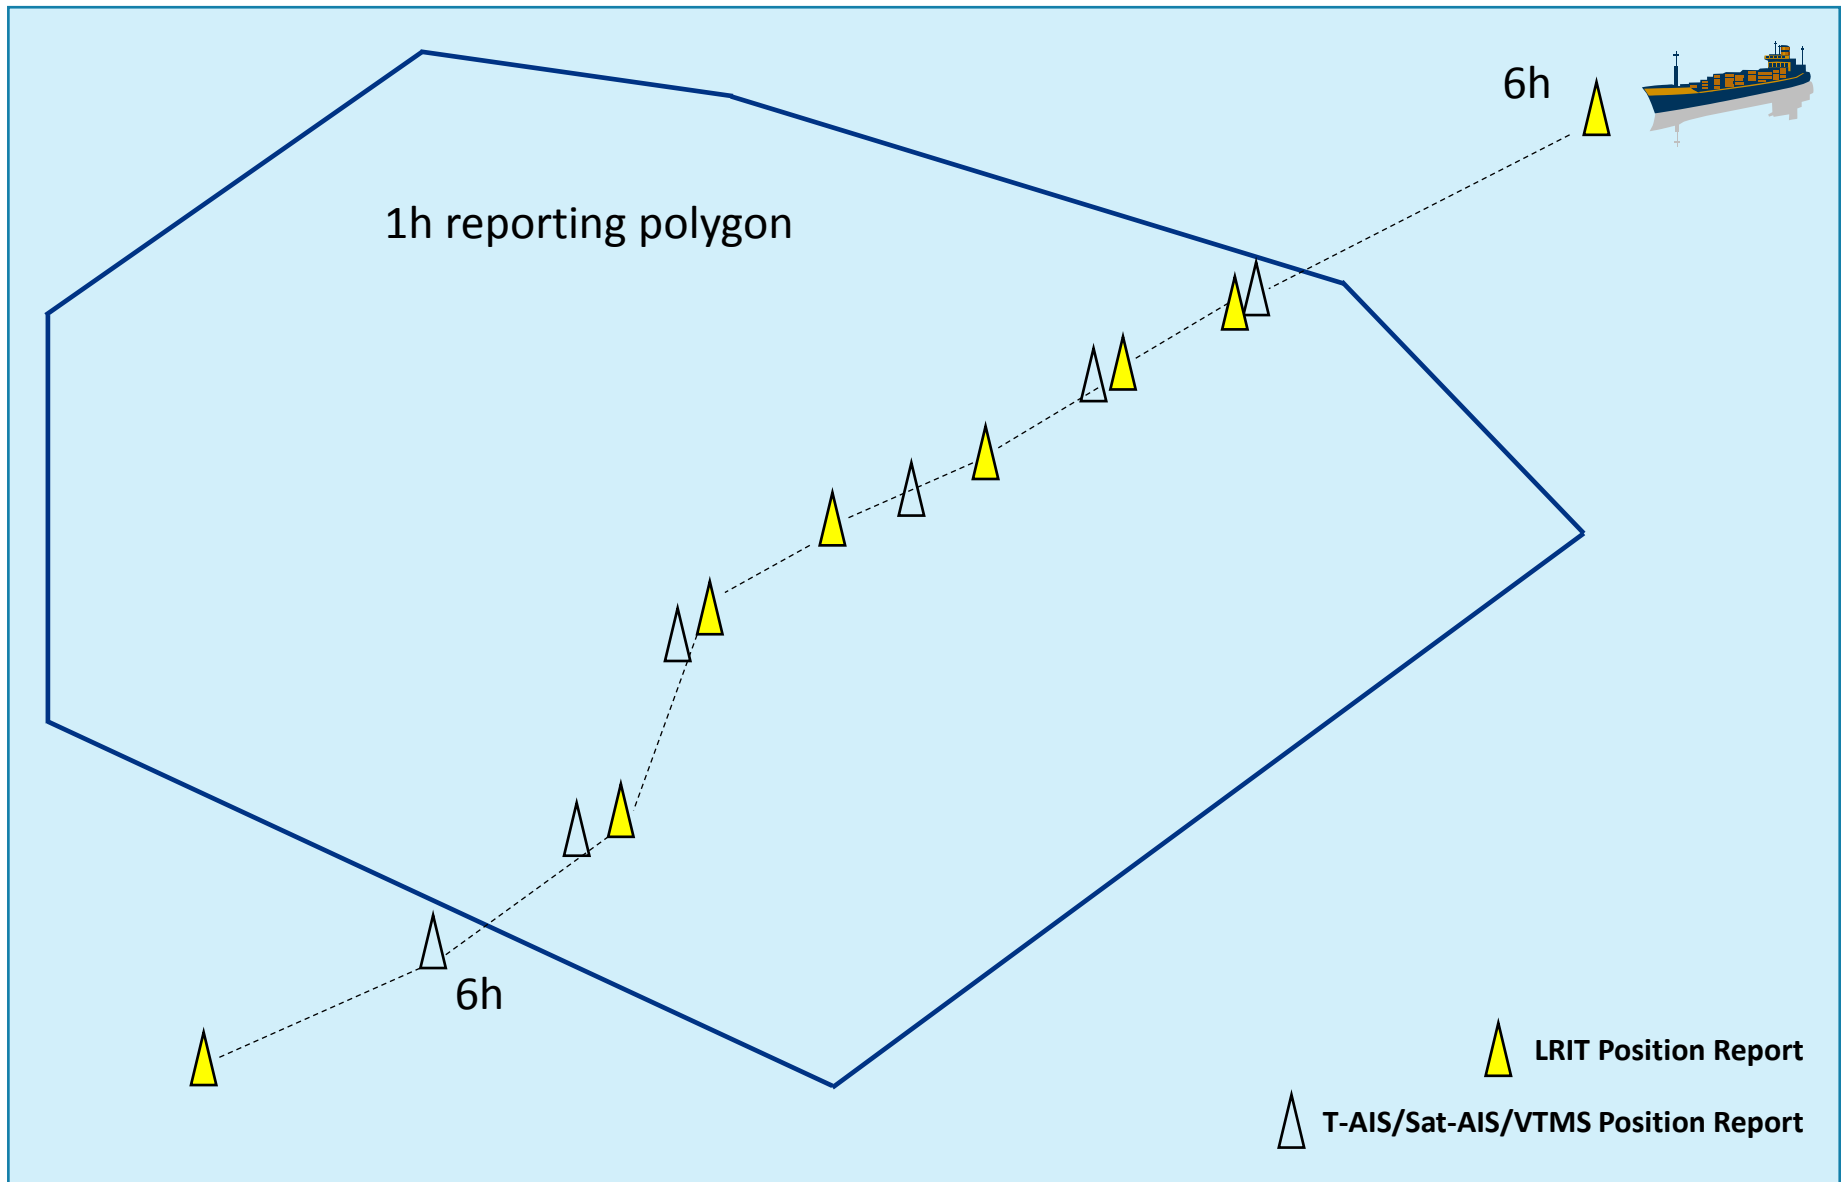 6h
1h reporting polygon
6h
LRIT Position Report
T-AIS/Sat-AIS/VTMS Position Report